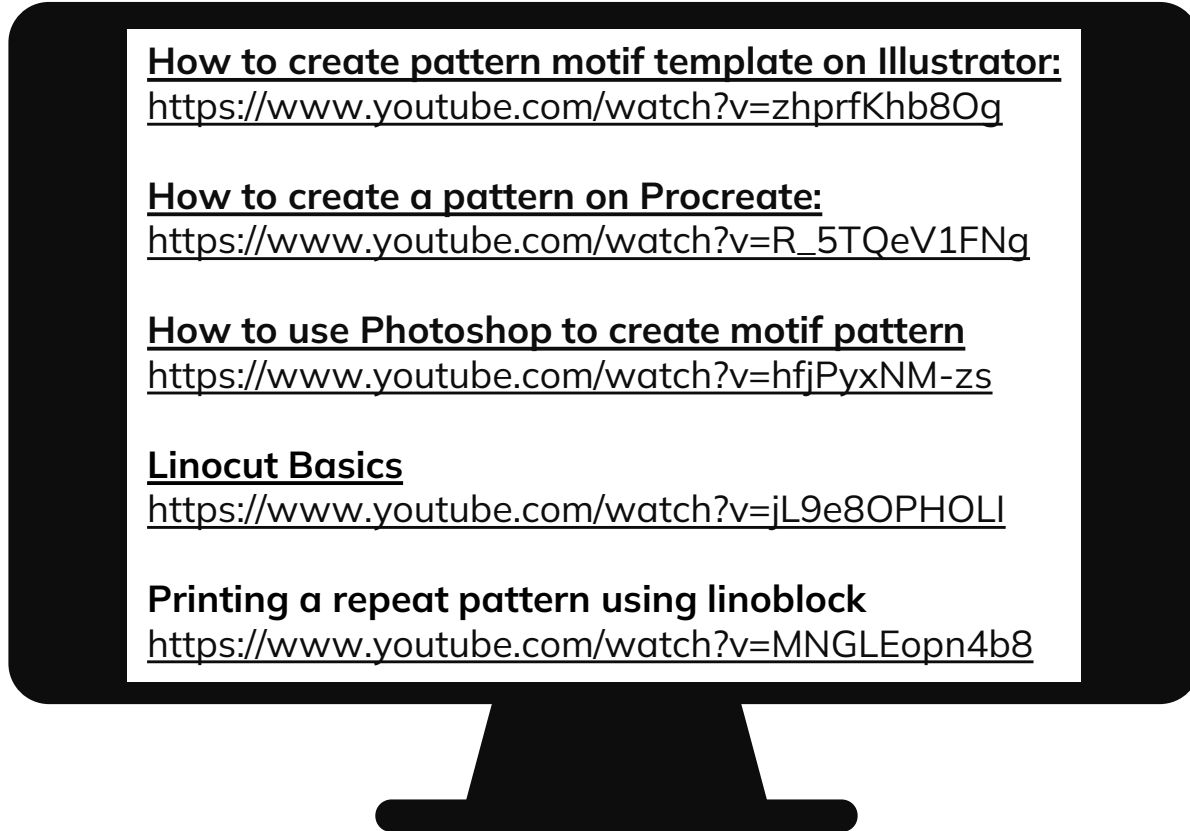 How to create pattern motif template on Illustrator:
https://www.youtube.com/watch?v=zhprfKhb8Og
How to create a pattern on Procreate:
https://www.youtube.com/watch?v=R_5TQeV1FNg
How to use Photoshop to create motif pattern
https://www.youtube.com/watch?v=hfjPyxNM-zs
Linocut Basics
https://www.youtube.com/watch?v=jL9e8OPHOLI
Printing a repeat pattern using linoblock
https://www.youtube.com/watch?v=MNGLEopn4b8